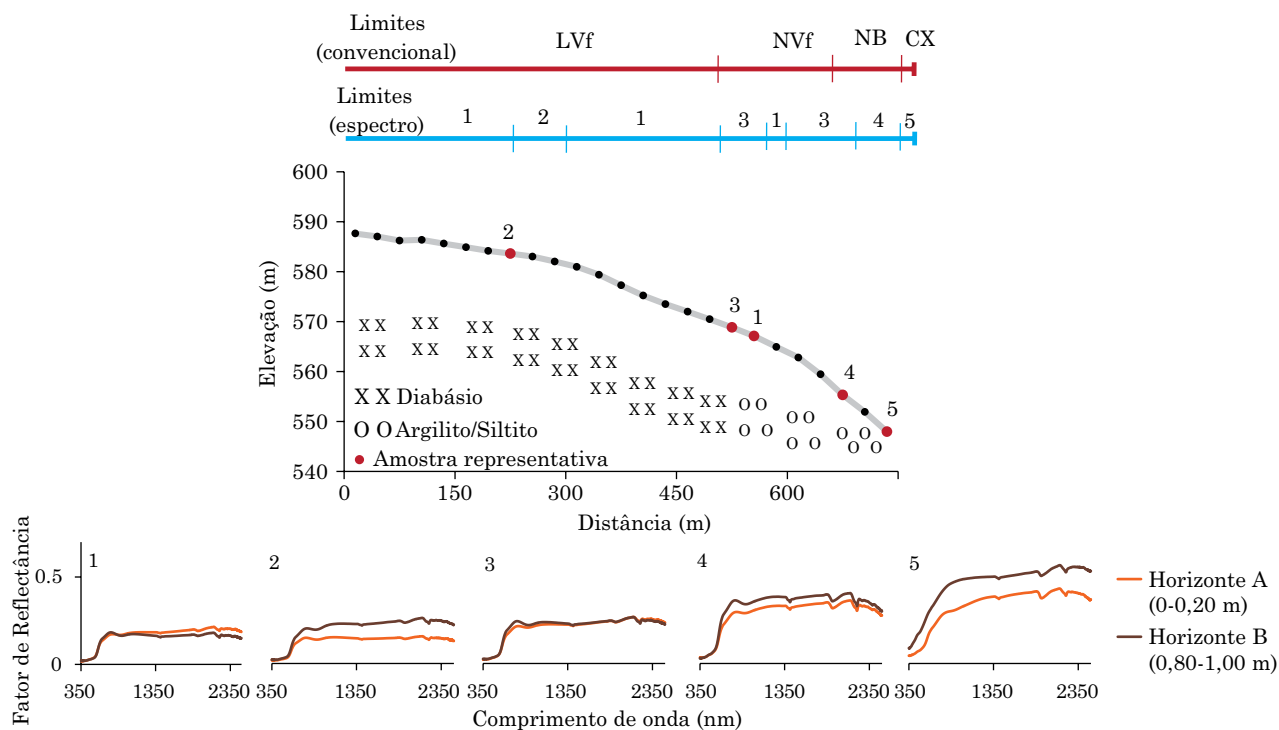 Limites
(convencional)
LVf NVf NB CX
Limites
(espectro)
1 2 1 3 1 3 4 5
Elevação (m)
600
590
580
570
560
550
540
2
3
1
4
5
X X X X X X X X X X X X X X X X X X
X X X X X X X X X X X X X X X X X X
O O O O O O
O O O O O O
X X Diabásio
O O Argilito/Siltito
Amostra representativa
0 150 300 450 600
Distância (m)
Fator de Reflectância
0.5
0
1 2 3 4 5
350 1350 2350 350 1350 2350 350 1350 2350 350 1350 2350 350 1350 2350
Comprimento de onda (nm)
Horizonte A
(0-0,20 m)
Horizonte B
(0,80-1,00 m)